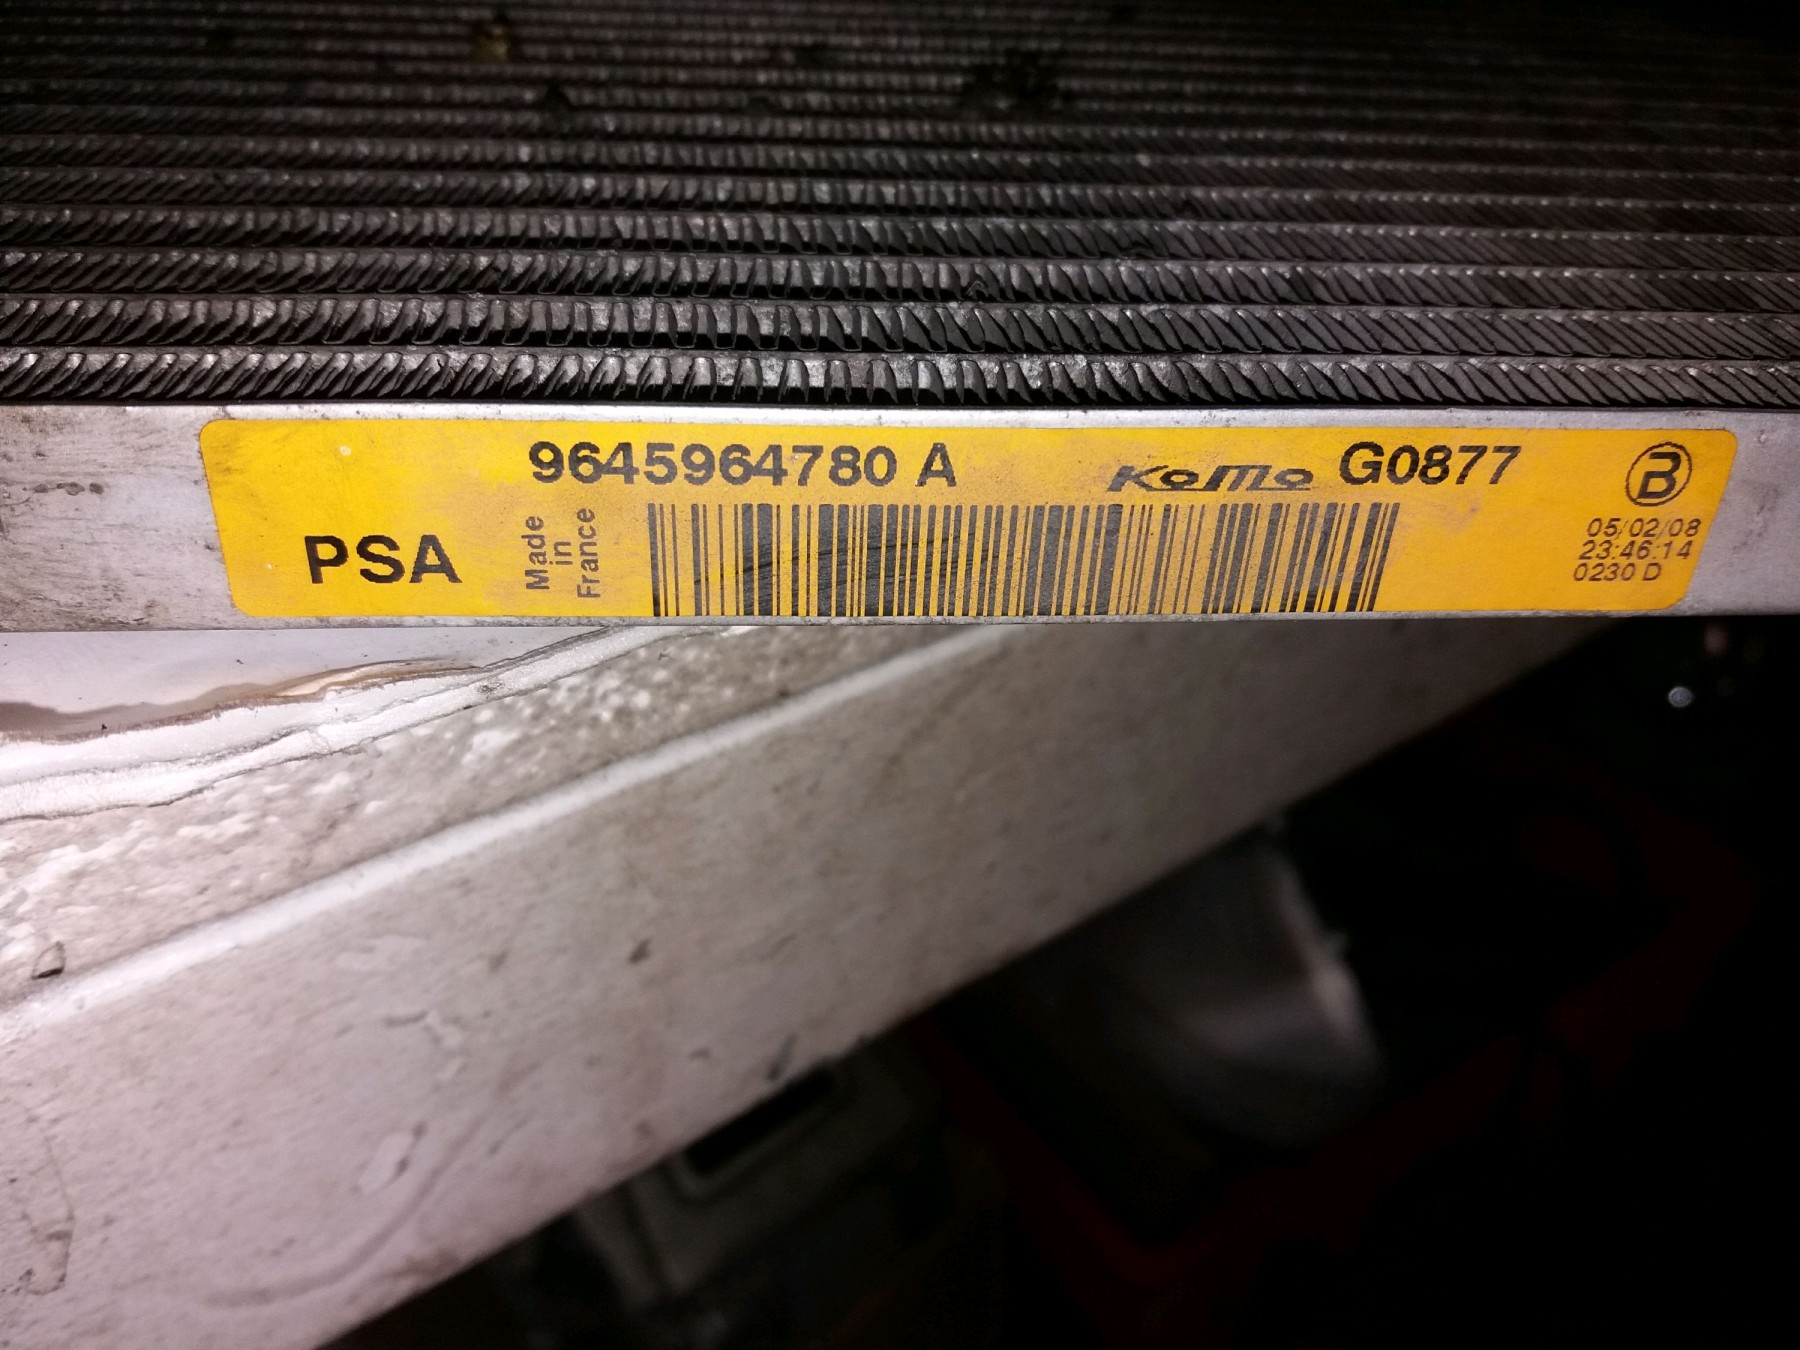 9645964780 A KoMo G0877 B
PSA
Made
in
France
05/02/08
23:46:14
0230 D